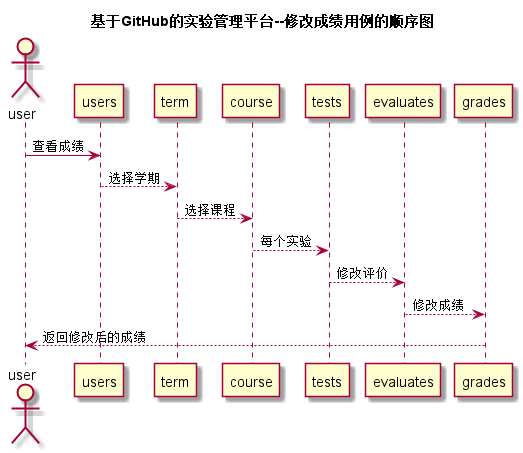 基于GitHub的实验管理平台--修改成绩用例的顺序图
user
users
term
course
tests
evaluates
grades
查看成绩
选择学期
选择课程
每个实验
修改评价
修改成绩
返回修改后的成绩
user
users
term
course
tests
evaluates
grades